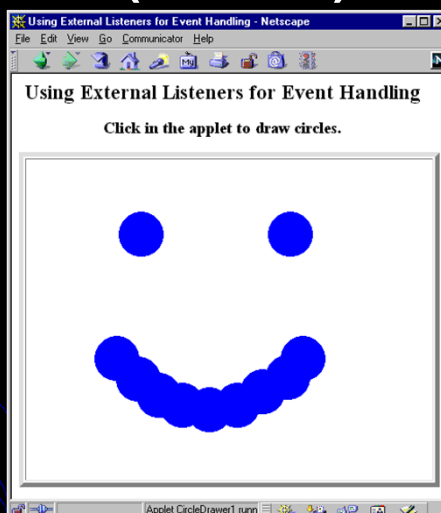 Using External Listeners for Event Handling - Netscape
File Edit View Go Communicator Help
My
Using External Listeners for Event Handling
Click in the applet to draw circles.
Applet CircleDrawer1 runn